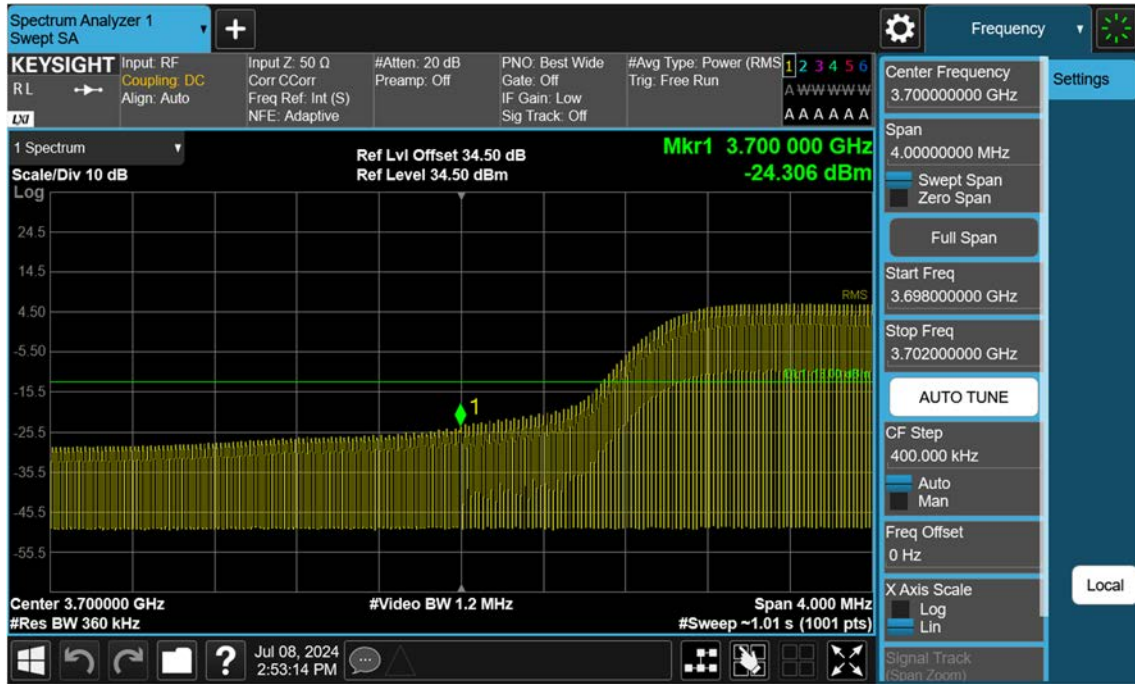 Spectrum Analyzer 1
Swept SA
Frequency
KEYSIGHT
RL
LXI
Input: RF
Coupling: DC
Align: Auto
Input Z: 50 Ω
Corr CCorr
Freq Ref: Int (S)
NFE: Adaptive
#Atten: 20 dB
Preamp: Off
PNO: Best Wide
Gate: Off
IF Gain: Low
Sig Track: Off
#Avg Type: Power (RMS
Trig: Free Run
1 2 3 4 5 6
A W W W W W
A A A A A A
1 Spectrum
Scale/Div 10 dB
Log
Ref Lvl Offset 34.50 dB
Ref Level 34.50 dBm
Mkr1 3.700 000 GHz
-24.306 dBm
24.5
14.5
4.50
-5.50
-15.5
-25.5
-35.5
-45.5
-55.5
RMS
1
Center 3.700000 GHz
#Res BW 360 kHz
#Video BW 1.2 MHz
Span 4.000 MHz
#Sweep ~1.01 s (1001 pts)
Center Frequency
3.700000000 GHz
Span
4.00000000 MHz
Swept Span
Zero Span
Full Span
Start Freq
3.698000000 GHz
Stop Freq
3.702000000 GHz
AUTO TUNE
CF Step
400.000 kHz
Auto
Man
Freq Offset
0 Hz
X Axis Scale
Log
Lin
Signal Track
(Span Zoom)
Settings
Local
?
Jul 08, 2024
2:53:14 PM